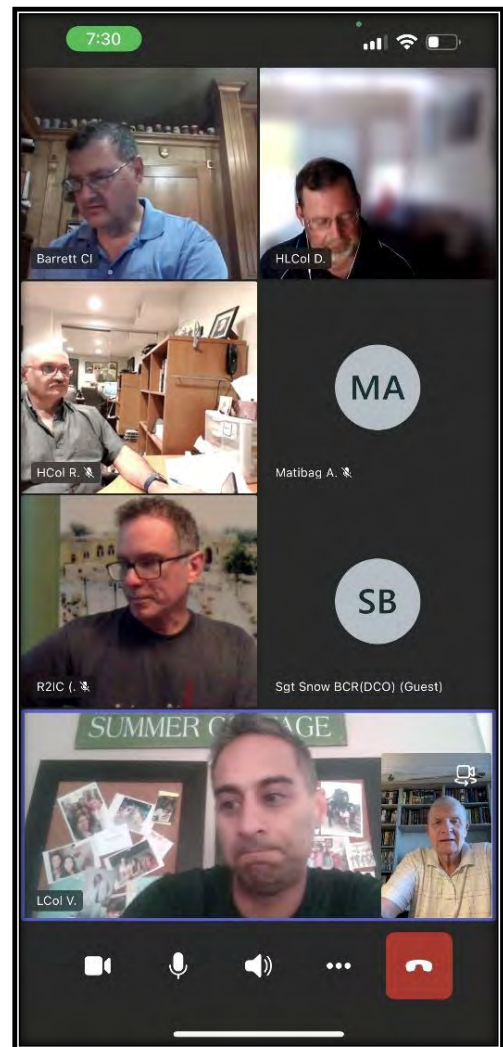 7:30
Barrett Cl
HLCol D.
HCol R.
MA
Matibag A.
R2IC (.
SB
Sgt Snow BCR(DCO) (Guest)
SUMMER C
AGE
LCol V.